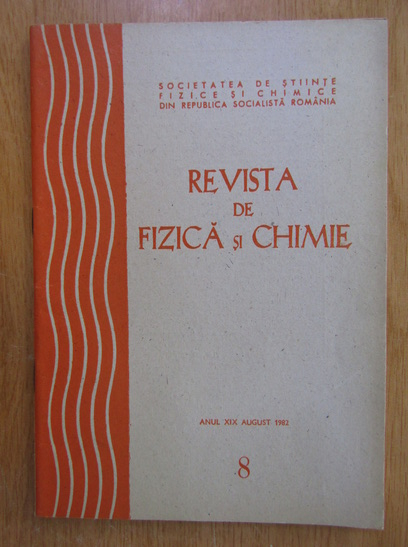 SOCIETATEA DE ȘTIINȚE
FIZICE ȘI CHIMICE
DIN REPUBLICA SOCIALISTĂ ROMÂNIA
REVISTA
DE
FIZICĂ ȘI CHIMIE
ANUL XIX AUGUST 1982
8